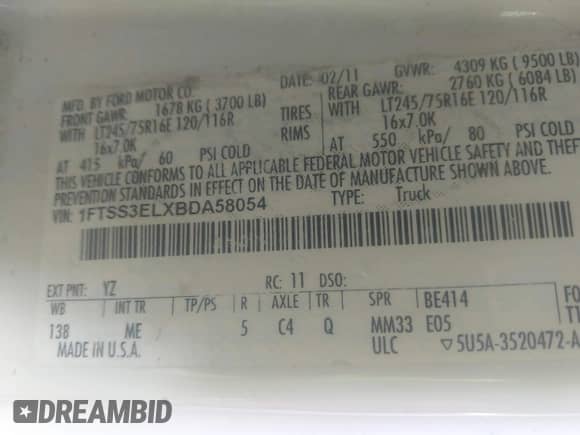 MFD. BY FORD MOTOR CO.
DATE: 02/11 GVWR: 4309 KG ( 9500 LB)
FRONT GAWR: 1678 KG ( 3700 LB)
REAR GAWR: 2760 KG ( 6084 LB)
WITH LT245/75R16E 120/116R TIRES WITH LT245/75R16E 120/116R
16x7.0K RIMS 16x7.0K
AT 415 kPa/ 60 PSI COLD AT 550 kPa/ 80 PSI COLD
THIS VEHICLE CONFORMS TO ALL APPLICABLE FEDERAL MOTOR VEHICLE SAFETY AND THEFT
PREVENTION STANDARDS IN EFFECT ON THE DATE OF MANUFACTURE SHOWN
VIN: 1FTSS3ELXBDA58054 TYPE: Truck
EXT PNT: YZ RC: 11 DSO:
WB INT TR TP/PS R AXLE TR SPR BE414
138 ME 5 C4 Q MM33 E05
MADE IN U.S.A. ULC ▽5U5A-3520472-A
DREAMBID